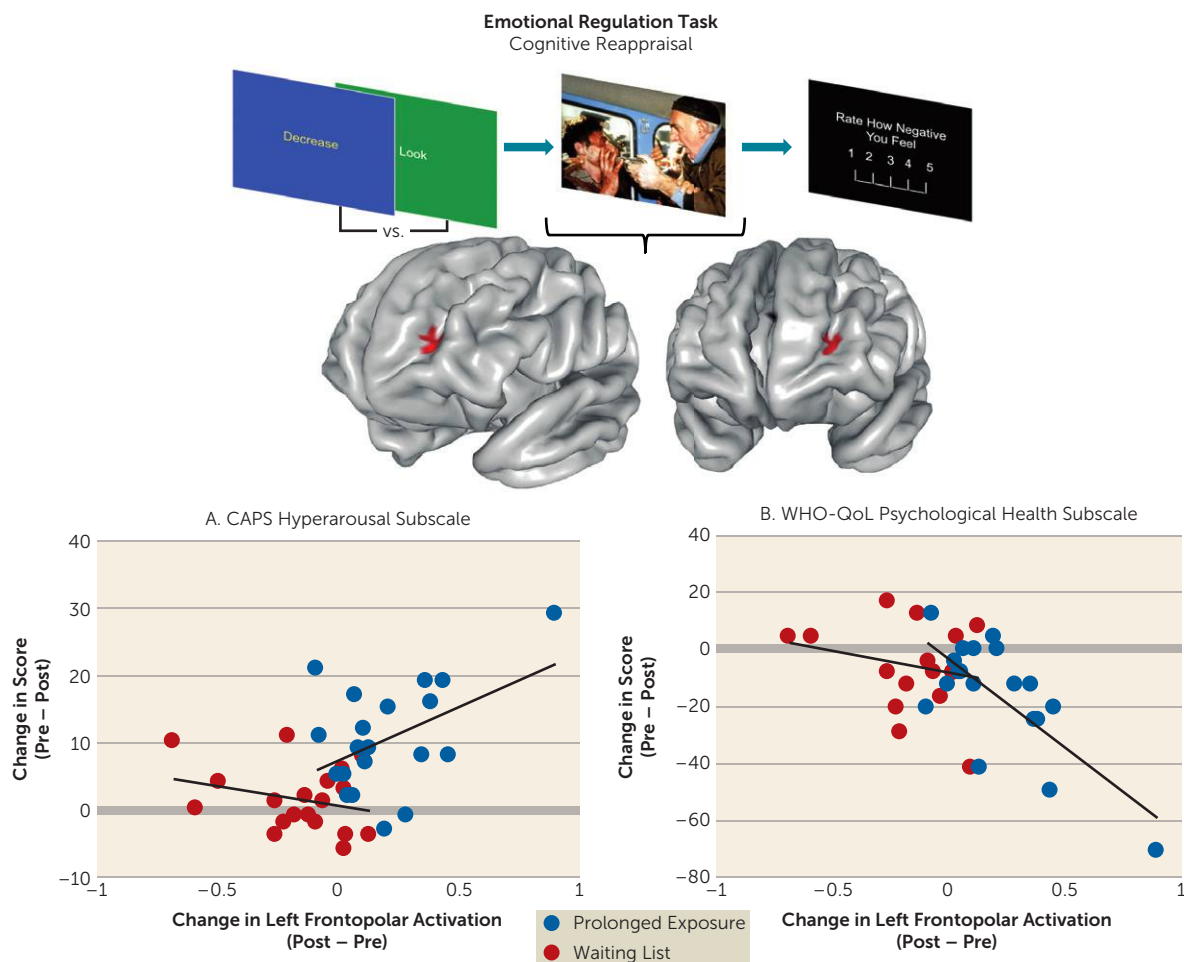 Emotional Regulation Task
Cognitive Reappraisal
Decrease
Look
vs.
Rate How Negative
You Feel
1 2 3 4 5
A. CAPS Hyperarousal Subscale
40
30
20
10
0
–10
–1
–0.5
0
0.5
1
Change in Score
(Pre – Post)
Change in Left Frontopolar Activation
(Post – Pre)
B. WHO-QoL Psychological Health Subscale
40
20
0
–20
–40
–60
–80
–1
–0.5
0
0.5
1
Change in Score
(Pre – Post)
Change in Left Frontopolar Activation
(Post – Pre)
Prolonged Exposure
Waiting List